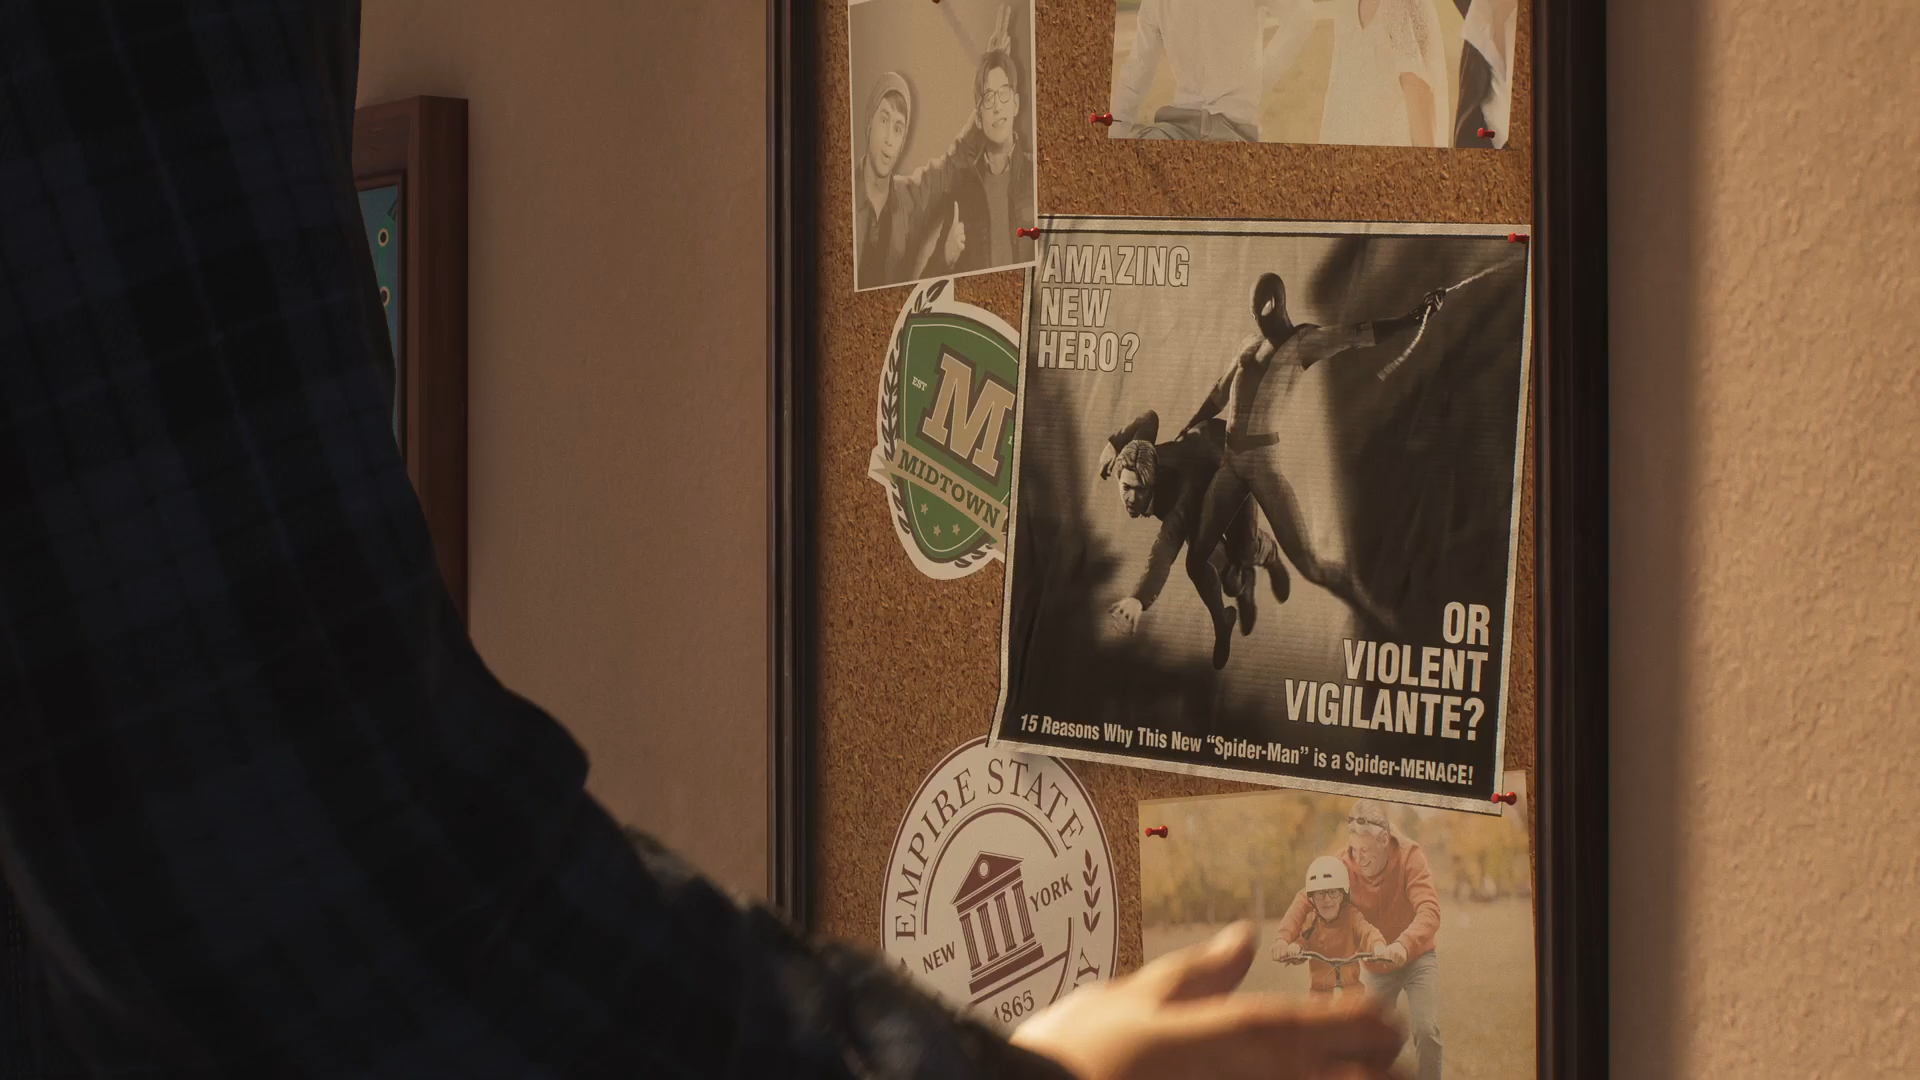 AMAZING
NEW
HERO?
EST
M
MIDTOWN
OR
VIOLENT
VIGILANTE?
15 Reasons Why This New “Spider-Man” is a Spider-MENACE!
EMPIRE STATE
NEW YORK
1865